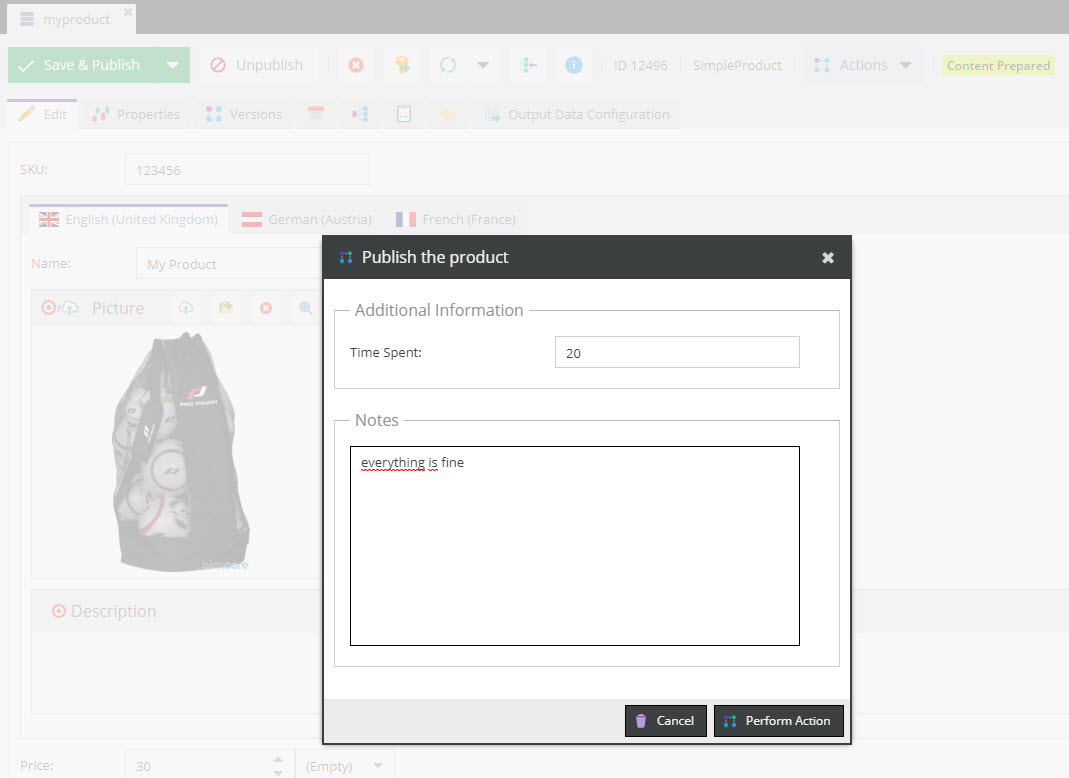 myproduct
Save & Publish
Unpublish
ID 12496
SimpleProduct
Actions
Content Prepared
Edit
Properties
Versions
Output Data Configuration
SKU:
123456
English (United Kingdom)
German (Austria)
French (France)
Name:
My Product
Picture
PRO TOUCH
pimcore
Description
Price:
30
(Empty)
Publish the product
Additional Information
Time Spent:
20
Notes
everything is fine
Cancel
Perform Action